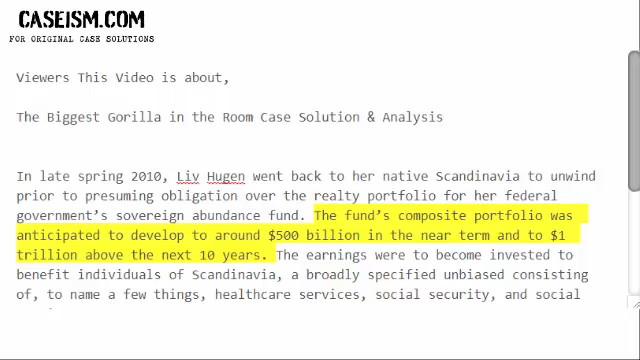 CASEISM.COM
FOR ORIGINAL CASE SOLUTIONS
Viewers This Video is about,
The Biggest Gorilla in the Room Case Solution & Analysis
In late spring 2010, Liv Hugen went back to her native Scandinavia to unwind
prior to presuming obligation over the realty portfolio for her federal
government's sovereign abundance fund. The fund's composite portfolio was
anticipated to develop to around $500 billion in the near term and to $1
trillion above the next 10 years. The earnings were to become invested to
benefit individuals of Scandinavia, a broadly specified unbiased consisting
of, to name a few things, healthcare services, social security, and social